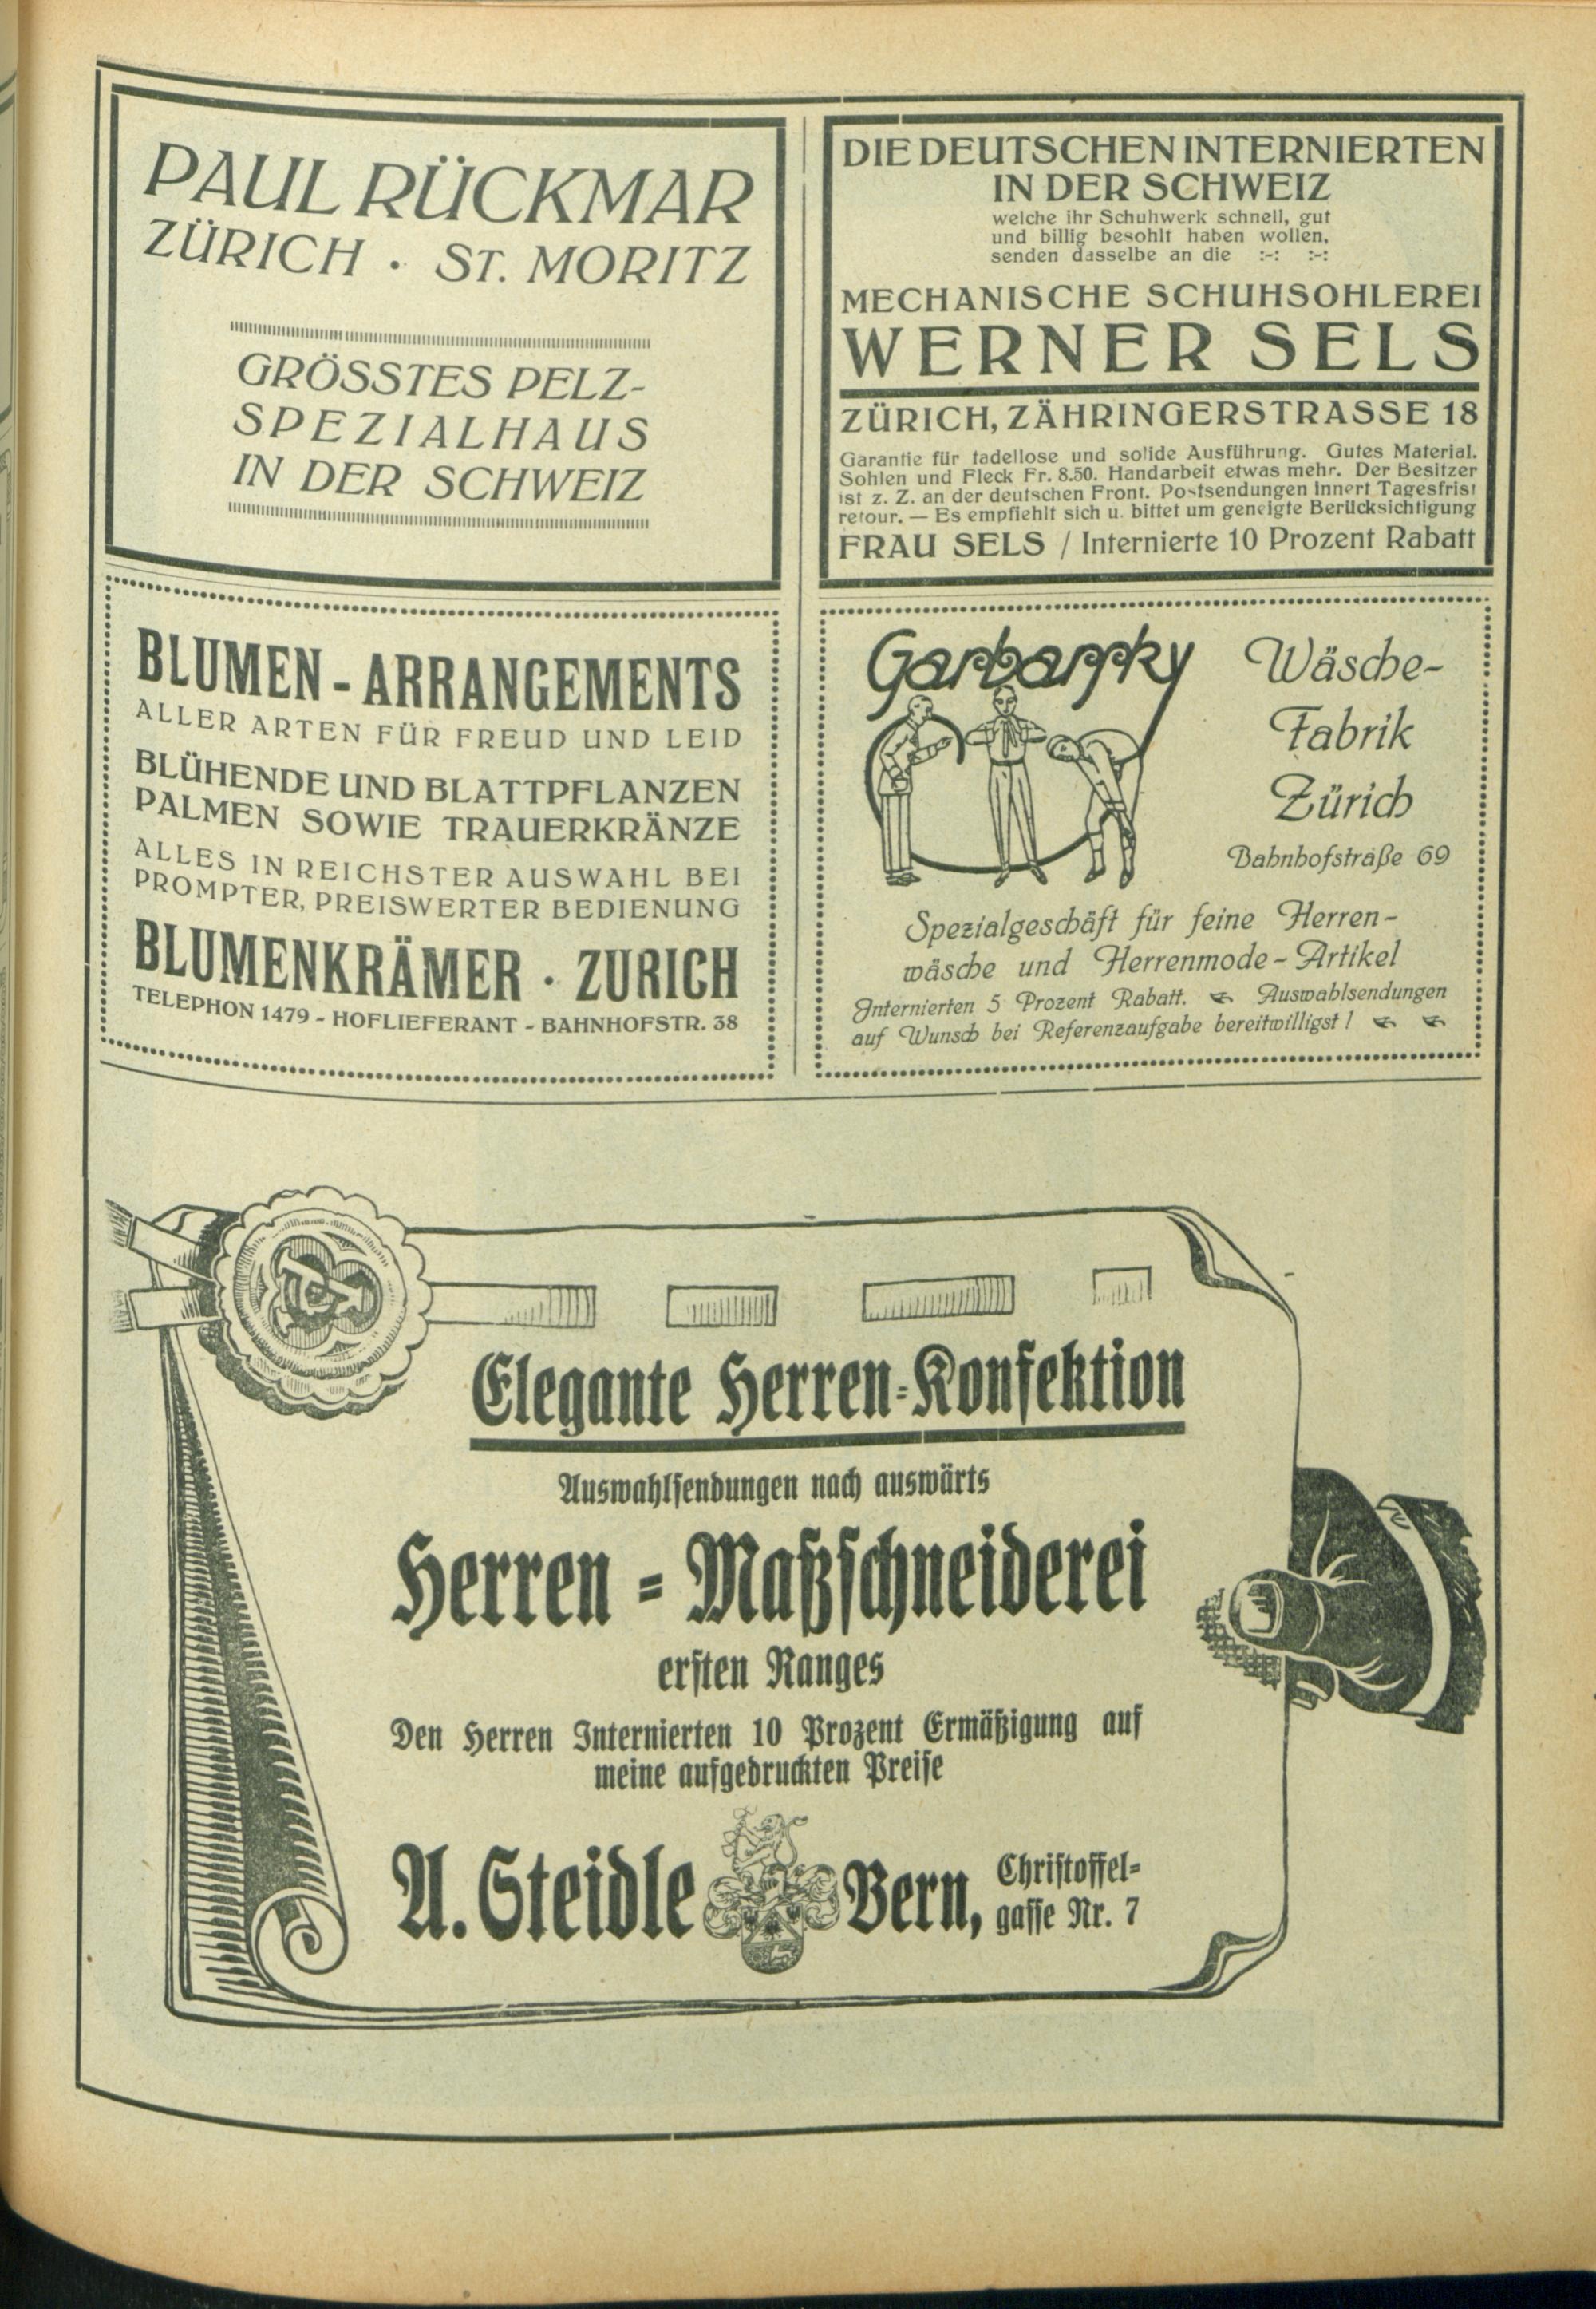 PAUL RÜCKMAR
ZÜRICH · ST. MORITZ
GRÖSSTES PELZ-
SPEZIALHAUS
IN DER SCHWEIZ
DIE DEUTSCHEN INTERNIERTEN
IN DER SCHWEIZ
welche ihr Schuhwerk schnell, gut
und billig besohlt haben wollen,
senden dasselbe an die :-: :-:
MECHANISCHE SCHUHSOHLEREI
WERNER SELS
ZÜRICH, ZÄHRINGERSTRASSE 18
Garantie für tadellose und solide Ausführung. Gutes Material.
Sohlen und Fleck Fr. 8.50. Handarbeit etwas mehr. Der Besitzer
ist z. Z. an der deutschen Front. Postsendungen innert Tagesfrist
retour. — Es empfiehlt sich u. bittet um geneigte Berücksichtigung
FRAU SELS / Internierte 10 Prozent Rabatt
BLUMEN - ARRANGEMENTS
ALLER ARTEN FÜR FREUD UND LEID
BLÜHENDE UND BLATTPFLANZEN
PALMEN SOWIE TRAUERKRÄNZE
ALLES IN REICHSTER AUSWAHL BEI
PROMPTER, PREISWERTER BEDIENUNG
BLUMENKRÄMER · ZURICH
TELEPHON 1479 - HOFLIEFERANT - BAHNHOFSTR. 38
Garbarsky
Wäsche-
Fabrik
Zürich
Bahnhofstraße 69
Spezialgeschäft für feine Herren-
wäsche und Herrenmode-Artikel
Internierten 5 Prozent Rabatt. Auswahlsendungen
auf Wunsch bei Referenzaufgabe bereitwilligst!
Elegante Herren-Konfektion
Auswahlsendungen nach auswärts
Herren-Maßschneiderei
ersten Ranges
Den Herren Internierten 10 Prozent Ermäßigung auf
meine aufgedruckten Preise
A. Steidle Bern, Christoffel-
gasse Nr. 7